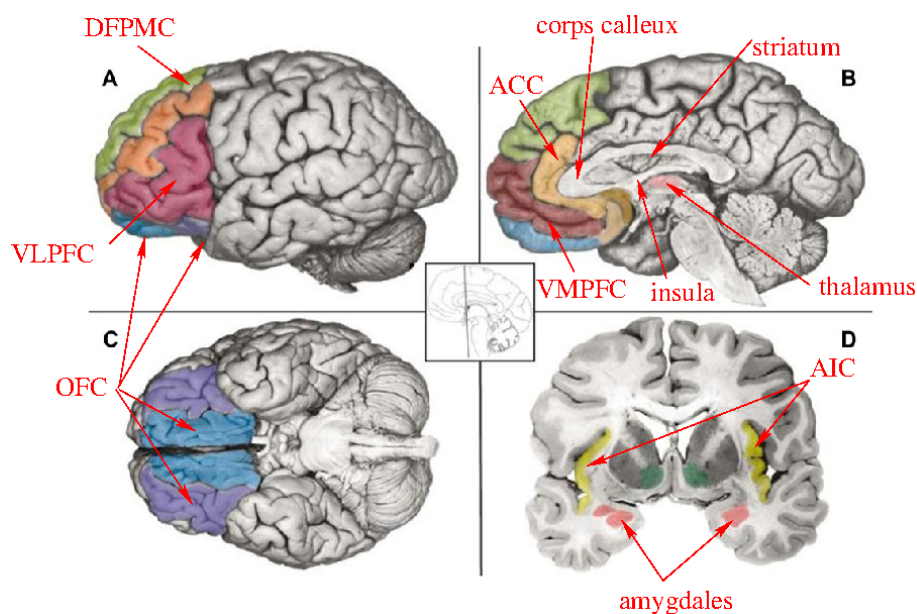 DFPMC
A
VLPFC
corps calleux
striatum
ACC
B
VMPFC
insula
thalamus
C
OFC
D
AIC
amygdales